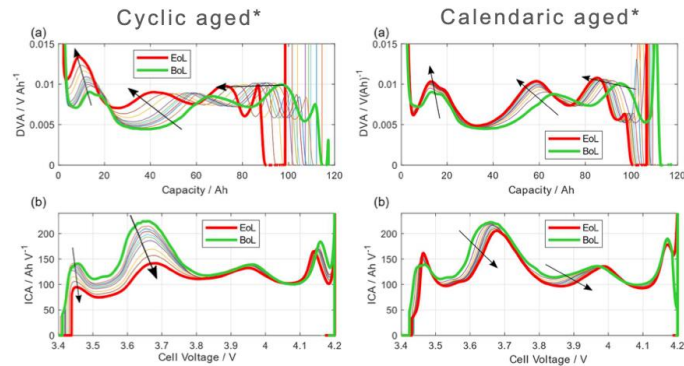 Cyclic aged*
Calendaric aged*
(a)
0.015
0.01
0.005
0
DVA / V Ah⁻¹
EoL
BoL
0 20 40 60 80 100 120
Capacity / Ah
(a)
0.015
0.01
0.005
0
DVA / V(Ah)⁻¹
EoL
BoL
0 20 40 60 80 100 120
Capacity / Ah
(b)
200
150
100
50
0
ICA / Ah V⁻¹
EoL
BoL
3.4 3.5 3.6 3.7 3.8 3.9 4 4.1 4.2
Cell Voltage / V
(b)
200
150
100
50
0
ICA / Ah V⁻¹
EoL
BoL
3.4 3.5 3.6 3.7 3.8 3.9 4 4.1 4.2
Cell Voltage / V